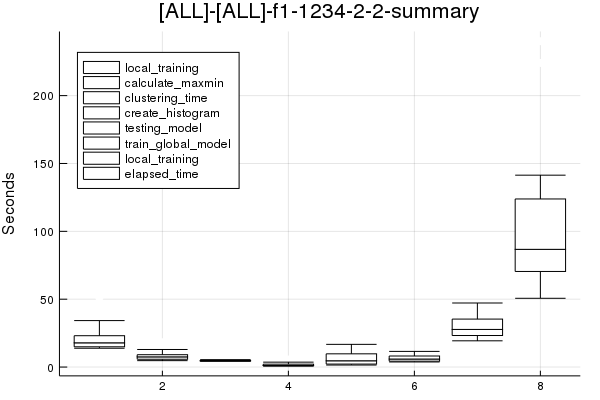 [ALL]-[ALL]-f1-1234-2-2-summary
local_training
calculate_maxmin
clustering_time
create_histogram
testing_model
train_global_model
local_training
elapsed_time
Seconds
200
150
100
50
0
2
4
6
8